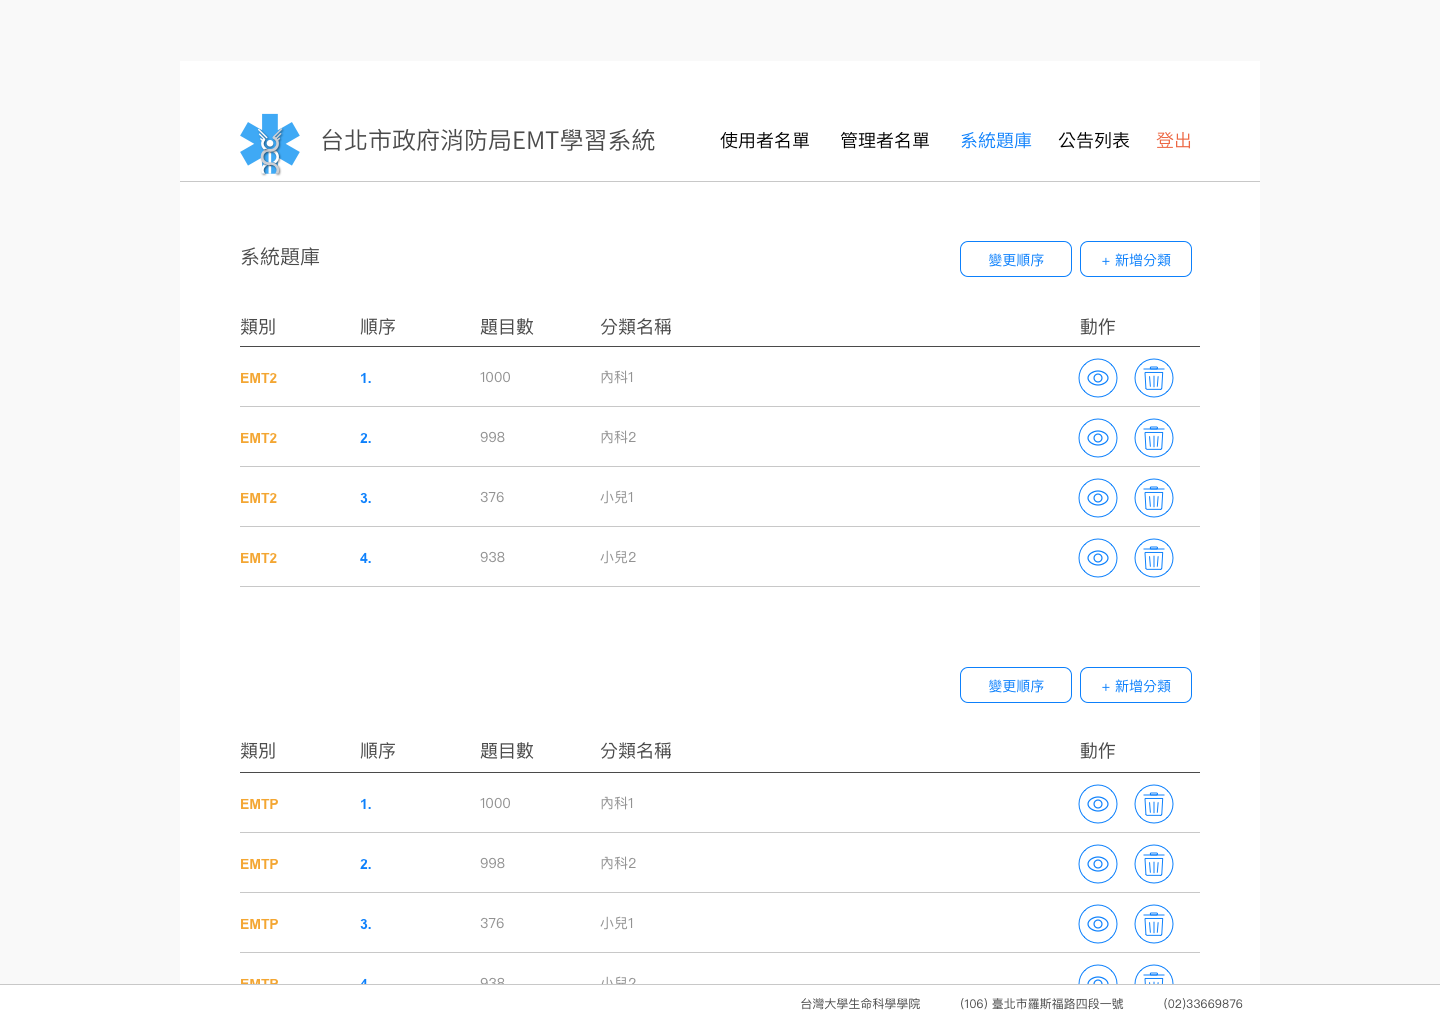 台北市政府消防局EMT學習系統 使用者名單 管理者名單 系統題庫 公告列表 登出
系統題庫 變更順序 + 新增分類
類別 順序 題目數 分類名稱 動作
EMT2 1. 1000 內科1
EMT2 2. 998 內科2
EMT2 3. 376 小兒1
EMT2 4. 938 小兒2
變更順序 + 新增分類
類別 順序 題目數 分類名稱 動作
EMTP 1. 1000 內科1
EMTP 2. 998 內科2
EMTP 3. 376 小兒1
EMTP 4. 938 小兒2
台灣大學生命科學學院 (106) 臺北市羅斯福路四段一號 (02)33669876